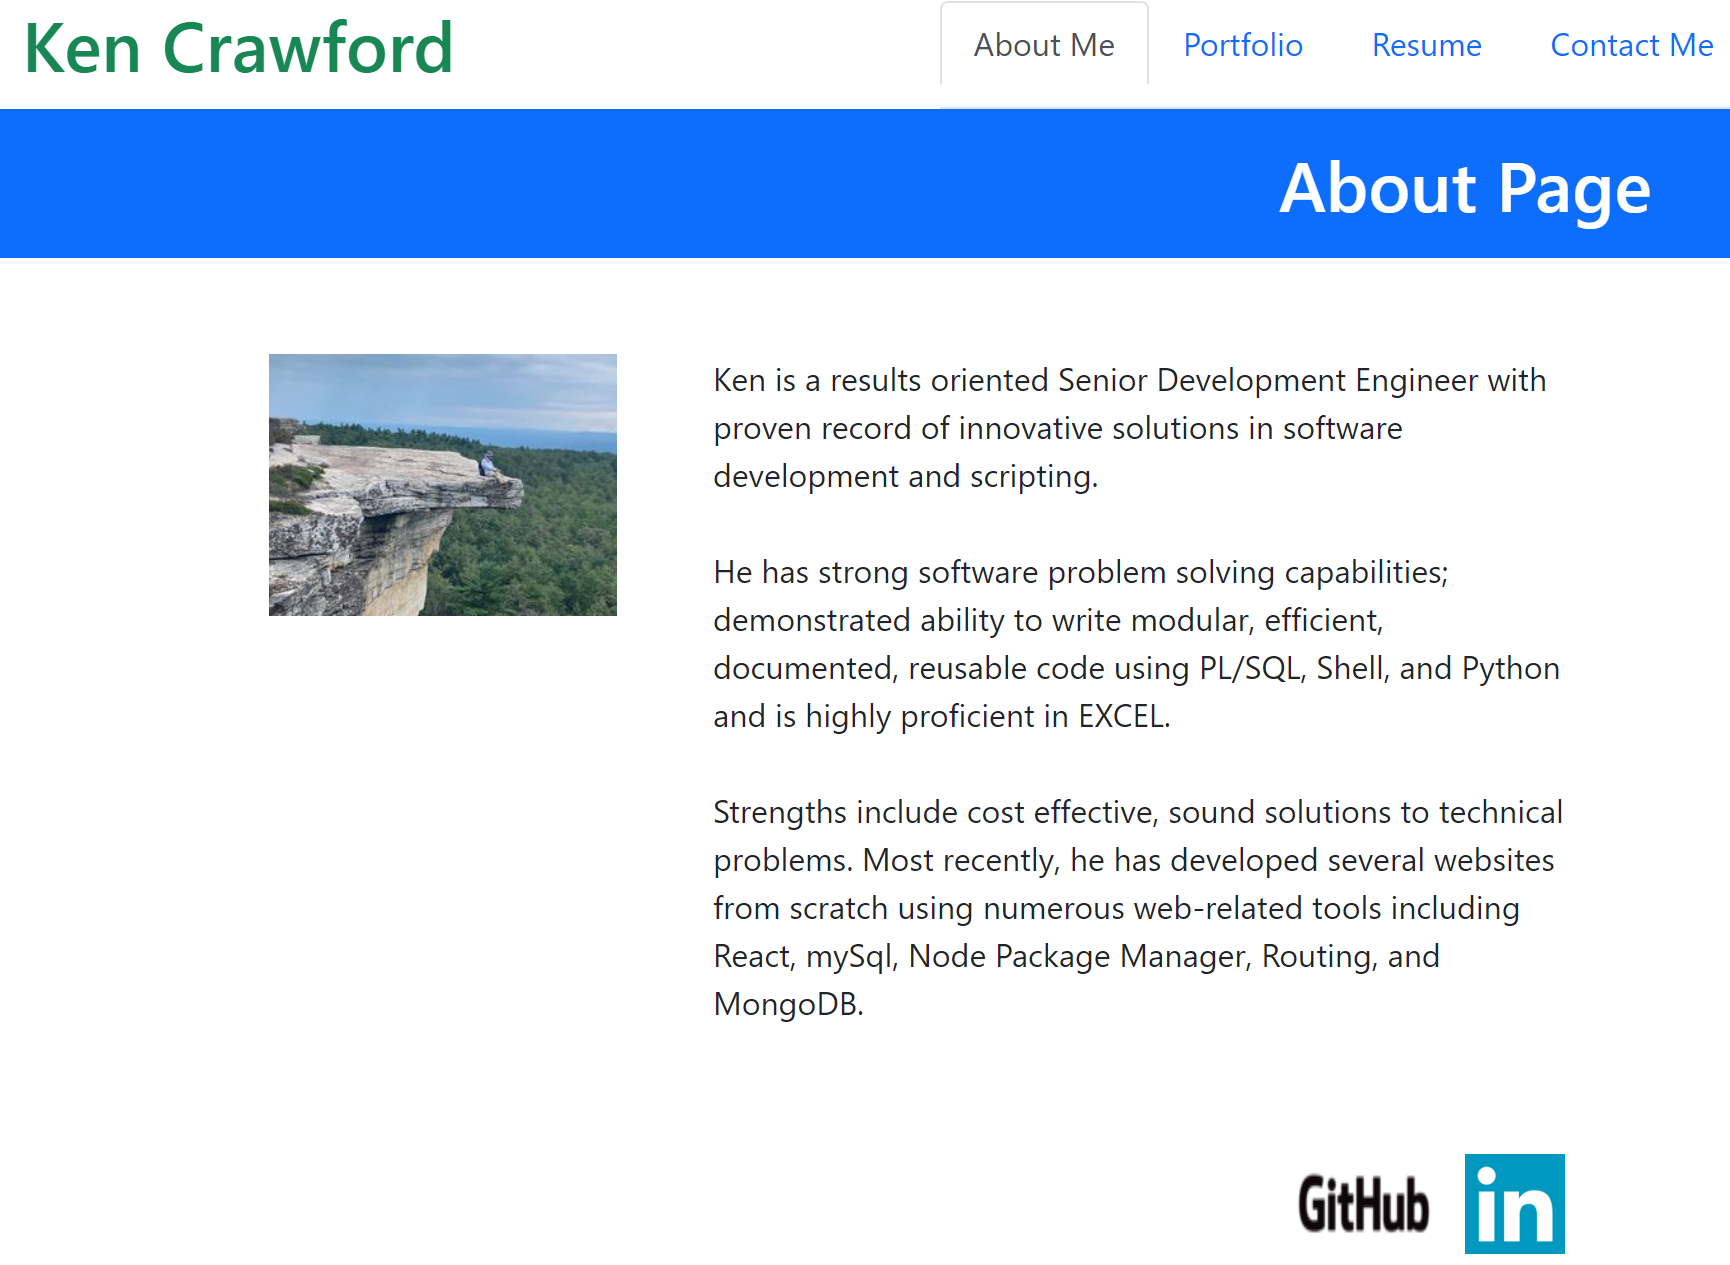 Ken Crawford
About Me
Portfolio
Resume
Contact Me
About Page
Ken is a results oriented Senior Development Engineer with
proven record of innovative solutions in software
development and scripting.
He has strong software problem solving capabilities;
demonstrated ability to write modular, efficient,
documented, reusable code using PL/SQL, Shell, and Python
and is highly proficient in EXCEL.
Strengths include cost effective, sound solutions to technical
problems. Most recently, he has developed several websites
from scratch using numerous web-related tools including
React, mySql, Node Package Manager, Routing, and
MongoDB.
GitHub
in